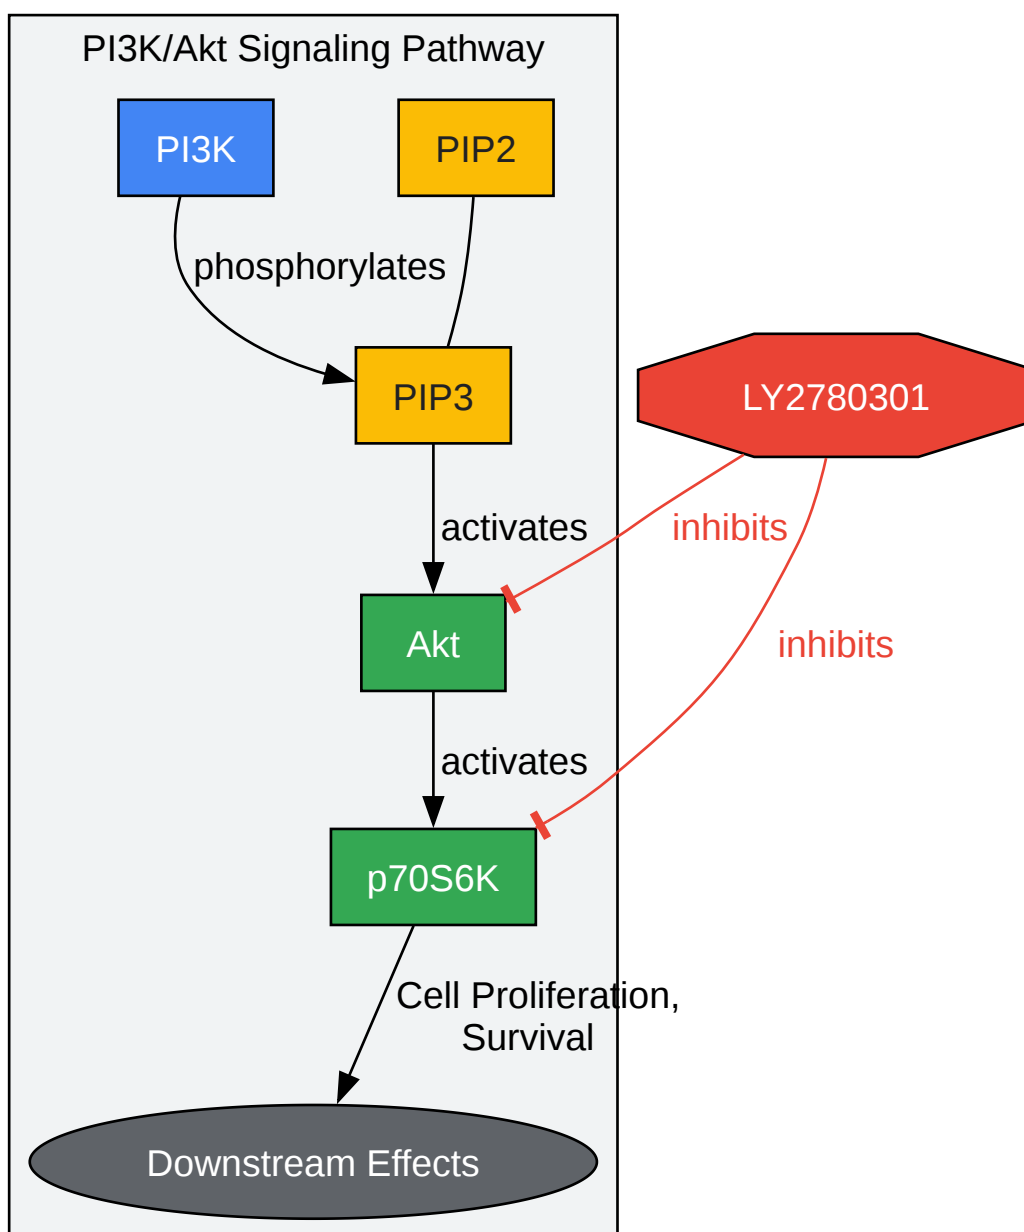 PI3K/Akt Signaling Pathway
PI3K
PIP2
phosphorylates
PIP3
LY2780301
activates
inhibits
Akt
inhibits
activates
p70S6K
Cell Proliferation,
Survival
Downstream Effects